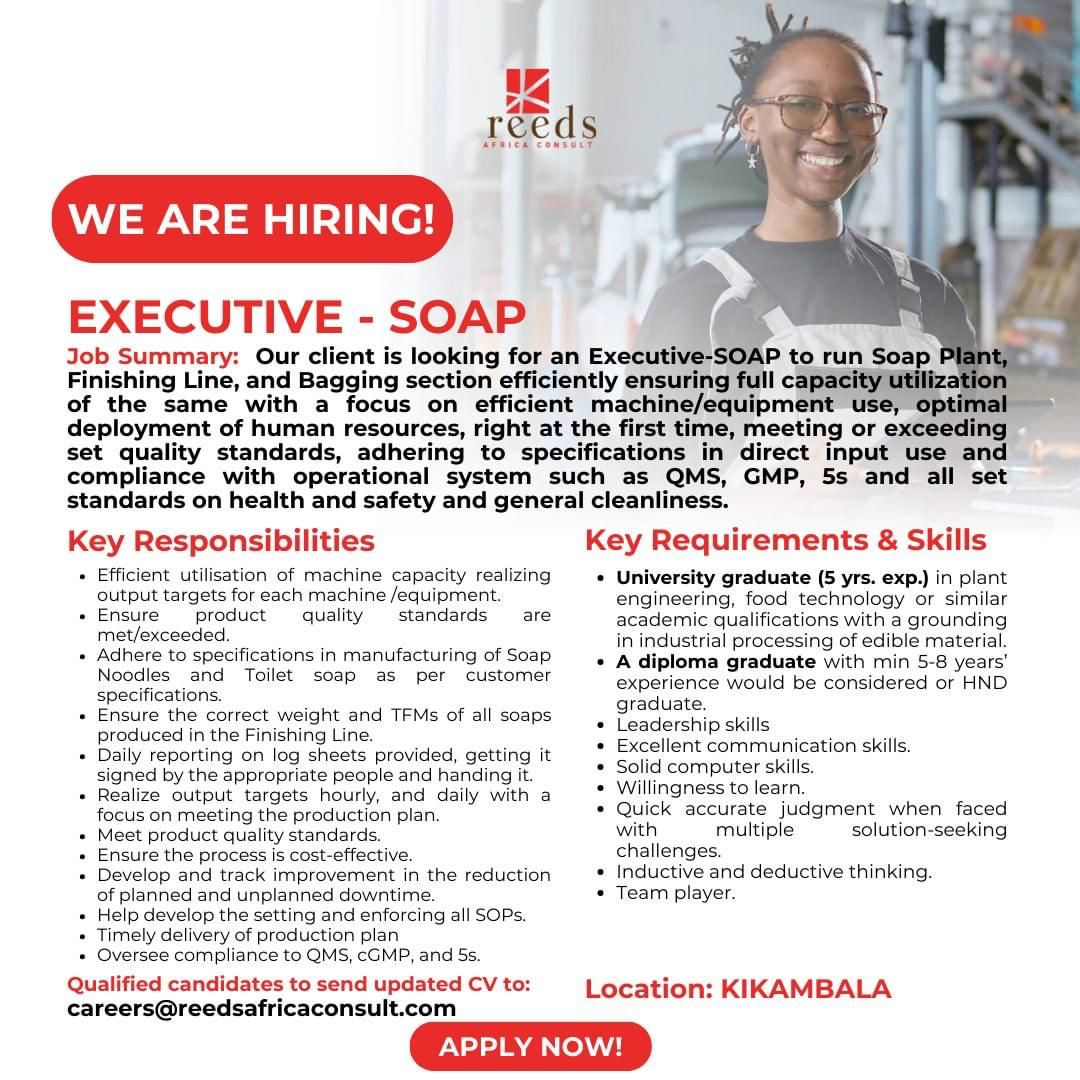 reeds
AFRICA CONSULT
WE ARE HIRING!
EXECUTIVE - SOAP
Job Summary: Our client is looking for an Executive-SOAP to run Soap Plant,
Finishing Line, and Bagging section efficiently ensuring full capacity utilization
of the same with a focus on efficient machine/equipment use, optimal
deployment of human resources, right at the first time, meeting or exceeding
set quality standards, adhering to specifications in direct input use and
compliance with operational system such as QMS, GMP, 5s and all set
standards on health and safety and general cleanliness.
Key Responsibilities
• Efficient utilisation of machine capacity realizing
output targets for each machine /equipment.
• Ensure product quality standards are
met/exceeded.
• Adhere to specifications in manufacturing of Soap
Noodles and Toilet soap as per customer
specifications.
• Ensure the correct weight and TFMs of all soaps
produced in the Finishing Line.
• Daily reporting on log sheets provided, getting it
signed by the appropriate people and handing it.
• Realize output targets hourly, and daily with a
focus on meeting the production plan.
• Meet product quality standards.
• Ensure the process is cost-effective.
• Develop and track improvement in the reduction
of planned and unplanned downtime.
• Help develop the setting and enforcing all SOPs.
• Timely delivery of production plan
• Oversee compliance to QMS, cGMP, and 5s.
Key Requirements & Skills
• University graduate (5 yrs. exp.) in plant
engineering, food technology or similar
academic qualifications with a grounding
in industrial processing of edible material.
• A diploma graduate with min 5-8 years'
experience would be considered or HND
graduate.
• Leadership skills
• Excellent communication skills.
• Solid computer skills.
• Willingness to learn.
• Quick accurate judgment when faced
with multiple solution-seeking
challenges.
• Inductive and deductive thinking.
• Team player.
Qualified candidates to send updated CV to:
careers@reedsafricaconsult.com
Location: KIKAMBALA
APPLY NOW!